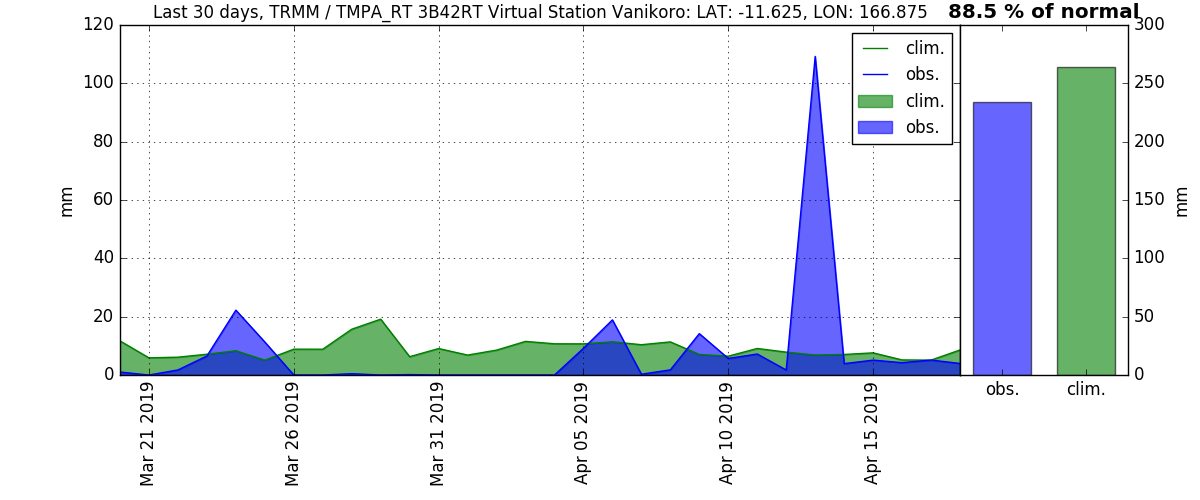 Last 30 days, TRMM / TMPA_RT 3B42RT Virtual Station Vanikoro: LAT: -11.625, LON: 166.875
88.5 % of normal
120
100
80
60
40
20
0
mm
clim.
obs.
clim.
obs.
Mar 21 2019
Mar 26 2019
Mar 31 2019
Apr 05 2019
Apr 10 2019
Apr 15 2019
300
250
200
150
100
50
0
mm
obs.
clim.